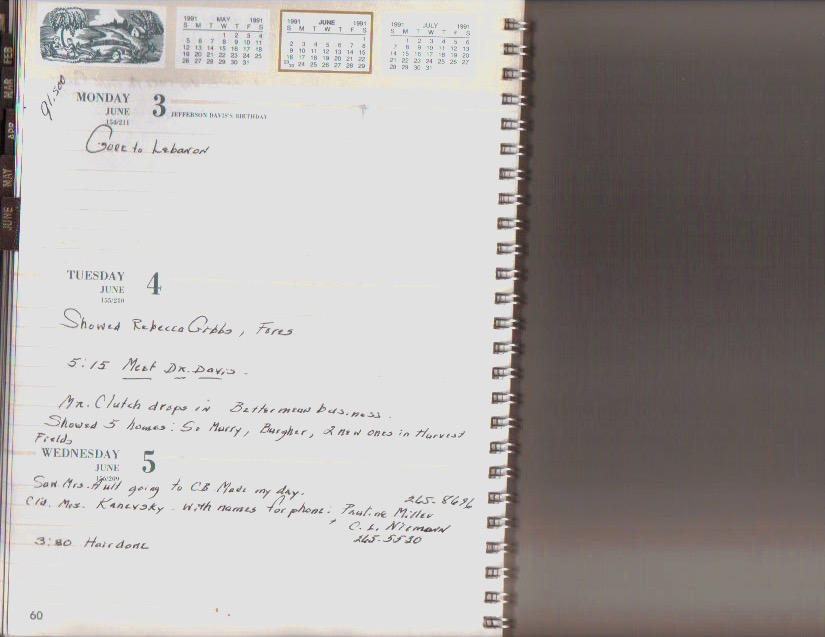 1991 MAY 1991
S M T W T F S
1 2 3 4
5 6 7 8 9 10 11
12 13 14 15 16 17 18
19 20 21 22 23 24 25
26 27 28 29 30 31
1991 JUNE 1991
S M T W T F S
1
2 3 4 5 6 7 8
9 10 11 12 13 14 15
16 17 18 19 20 21 22
23/30 24 25 26 27 28 29
1991 JULY 1991
S M T W T F S
1 2 3 4 5 6
7 8 9 10 11 12 13
14 15 16 17 18 19 20
21 22 23 24 25 26 27
28 29 30 31
FEB
MAR
APR
MAY
JUNE
91,500
MONDAY 3
JUNE JEFFERSON DAVIS'S BIRTHDAY
154/211
Gone to Lebanon
TUESDAY 4
JUNE
155/210
Showed Rebecca Gibbs, Fores
5:15 Meet Dr. Davis.
Mr. Clutch drops in Better mean business.
Showed 5 homes: So Murry, Burgher, 2 new ones in Harvest
Fields
WEDNESDAY 5
JUNE
156/209
Saw Mrs. Hull going to CB Made my day.
265-8696
Cld. Mrs. Kanevsky with names for phone: Pauline Miller
C. L. Niemann
265-5530
3:30 Hair done
60